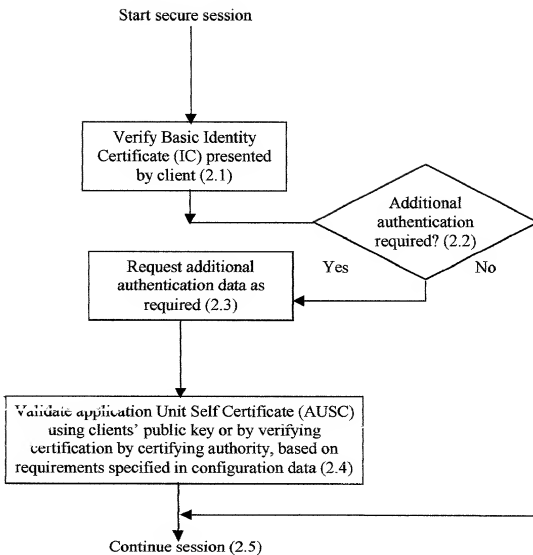 Start secure session
Verify Basic Identity
Certificate (IC) presented
by client (2.1)
Additional
authentication
required? (2.2)
Yes
No
Request additional
authentication data as
required (2.3)
Validate application Unit Self Certificate (AUSC)
using clients' public key or by verifying
certification by certifying authority, based on
requirements specified in configuration data (2.4)
Continue session (2.5)